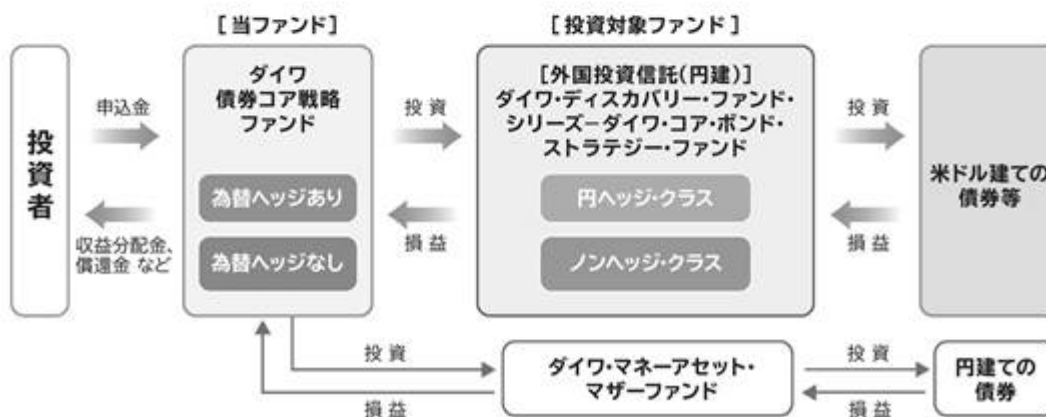 [当ファンド]
[投資対象ファンド]
投資者
申込金
収益分配金、
償還金 など
ダイワ
債券コア戦略
ファンド
為替ヘッジあり
為替ヘッジなし
投資
損益
[外国投資信託(円建)]
ダイワ・ディスカバリー・ファンド・
シリーズ－ダイワ・コア・ボンド・
ストラテジー・ファンド
円ヘッジ・クラス
ノンヘッジ・クラス
投資
損益
米ドル建ての
債券等
投資
損益
ダイワ・マネーアセット・
マザーファンド
投資
損益
円建ての
債券